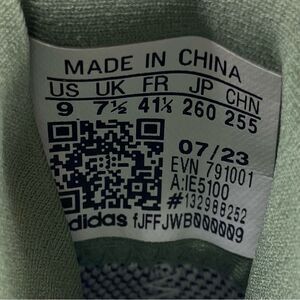 MADE IN CHINA
US UK FR JP CHN
9 7½ 41⅓ 260 255
07/23
EVN 791001
A:IE5100
#132988252
adidas fJFFJWB000009